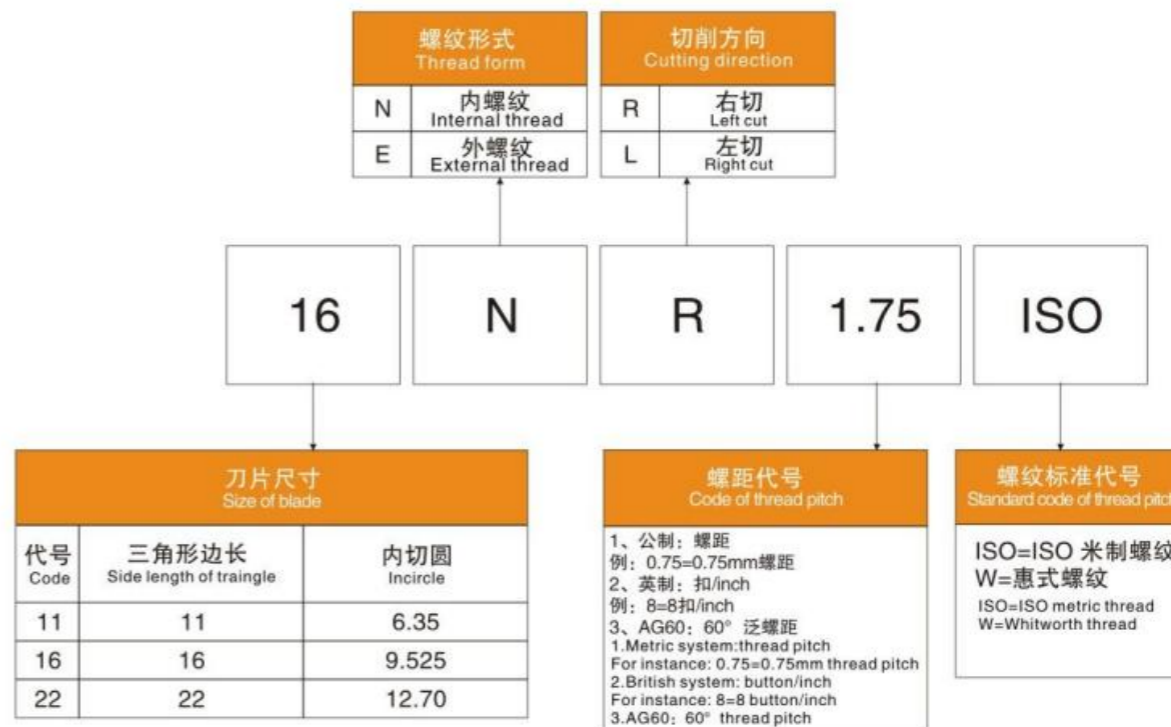 螺纹形式
Thread form
N
内螺纹
Internal thread
E
外螺纹
External thread
切削方向
Cutting direction
R
右切
Left cut
L
左切
Right cut
16
N
R
1.75
ISO
刀片尺寸
Size of blade
代号
Code
三角形边长
Side length of traingle
内切圆
Incircle
11 11 6.35
16 16 9.525
22 22 12.70
螺距代号
Code of thread pitch
1、公制：螺距
例：0.75=0.75mm螺距
2、英制：扣/inch
例：8=8扣/inch
3、AG60：60° 泛螺距
1.Metric system:thread pitch
For instance: 0.75=0.75mm thread pitch
2.British system: button/inch
For instance: 8=8 button/inch
3.AG60：60° thread pitch
螺纹标准代号
Standard code of thread pitch
ISO=ISO 米制螺纹
W=惠式螺纹
ISO=ISO metric thread
W=Whitworth thread